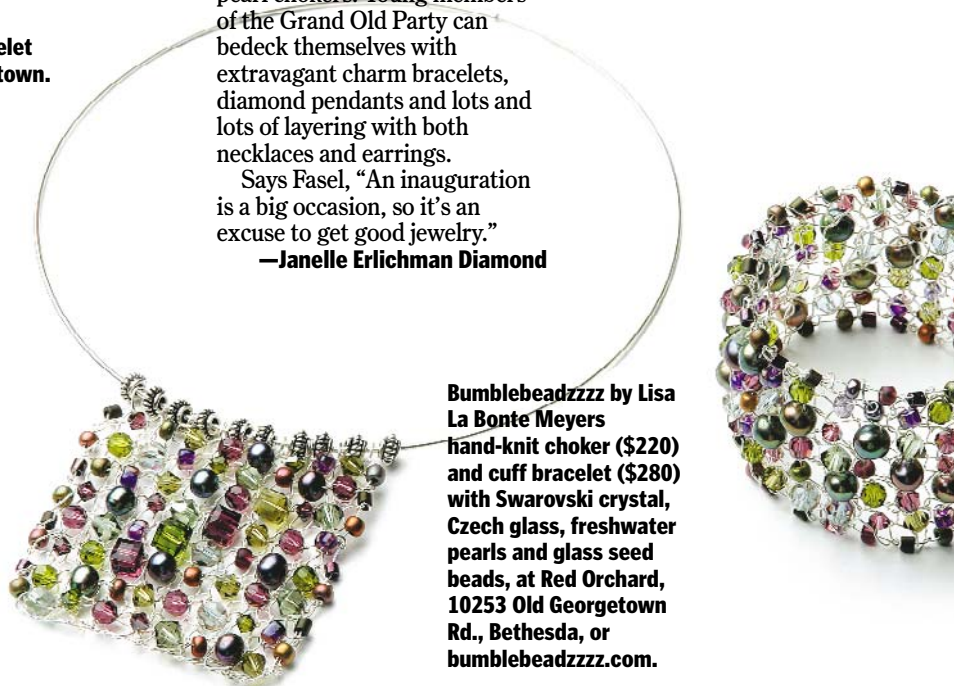 elet
town.
pearl chokers. Young members
of the Grand Old Party can
bedeck themselves with
extravagant charm bracelets,
diamond pendants and lots and
lots of layering with both
necklaces and earrings.
Says Fasel, “An inauguration
is a big occasion, so it’s an
excuse to get good jewelry.”
—Janelle Erlichman Diamond
Bumblebeadzzzz by Lisa
La Bonte Meyers
hand-knit choker ($220)
and cuff bracelet ($280)
with Swarovski crystal,
Czech glass, freshwater
pearls and glass seed
beads, at Red Orchard,
10253 Old Georgetown
Rd., Bethesda, or
bumblebeadzzzz.com.